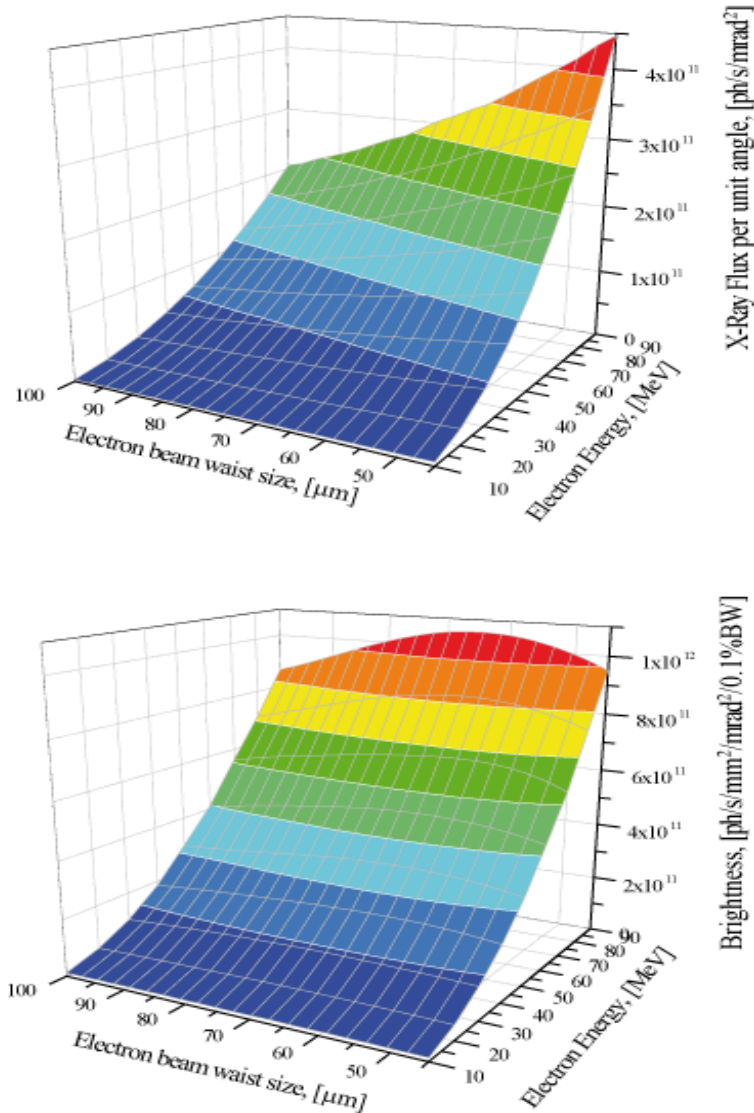 X-Ray Flux per unit angle, [ph/s/mrad²]
4x10¹¹
3x10¹¹
2x10¹¹
1x10¹¹
0
90
80
70
60
50
40
30
20
10
Electron Energy, [MeV]
100
90
80
70
60
50
Electron beam waist size, [μm]
Brightness, [ph/s/mm²/mrad²/0.1%BW]
1x10¹²
8x10¹¹
6x10¹¹
4x10¹¹
2x10¹¹
0
90
80
70
60
50
40
30
20
10
Electron Energy, [MeV]
100
90
80
70
60
50
Electron beam waist size, [μm]